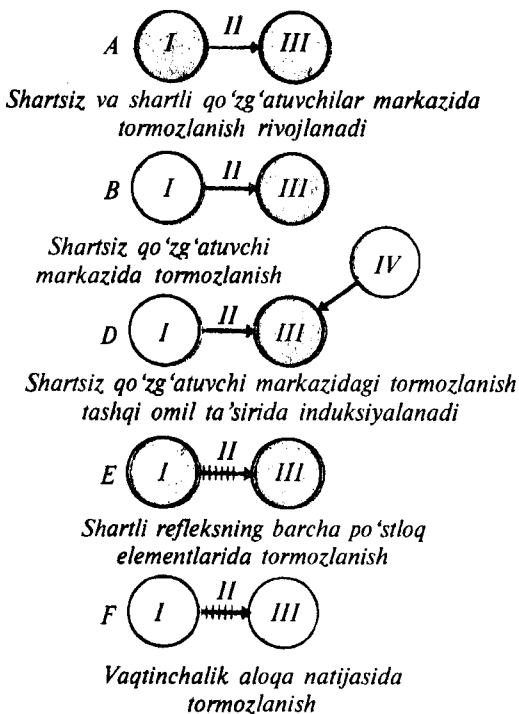 A I II III
Shartsiz va shartli qo‘zg‘atuvchilar markazida
tormozlanish rivojlanadi
B I II III
Shartsiz qo‘zg‘atuvchi
markazida tormozlanish
IV
D I II III
Shartsiz qo‘zg‘atuvchi markazidagi tormozlanish
tashqi omil ta’sirida induksiyalanadi
E I II III
Shartli refleksning barcha po‘stloq
elementlarida tormozlanish
F I II III
Vaqtinchalik aloqa natijasida
tormozlanish